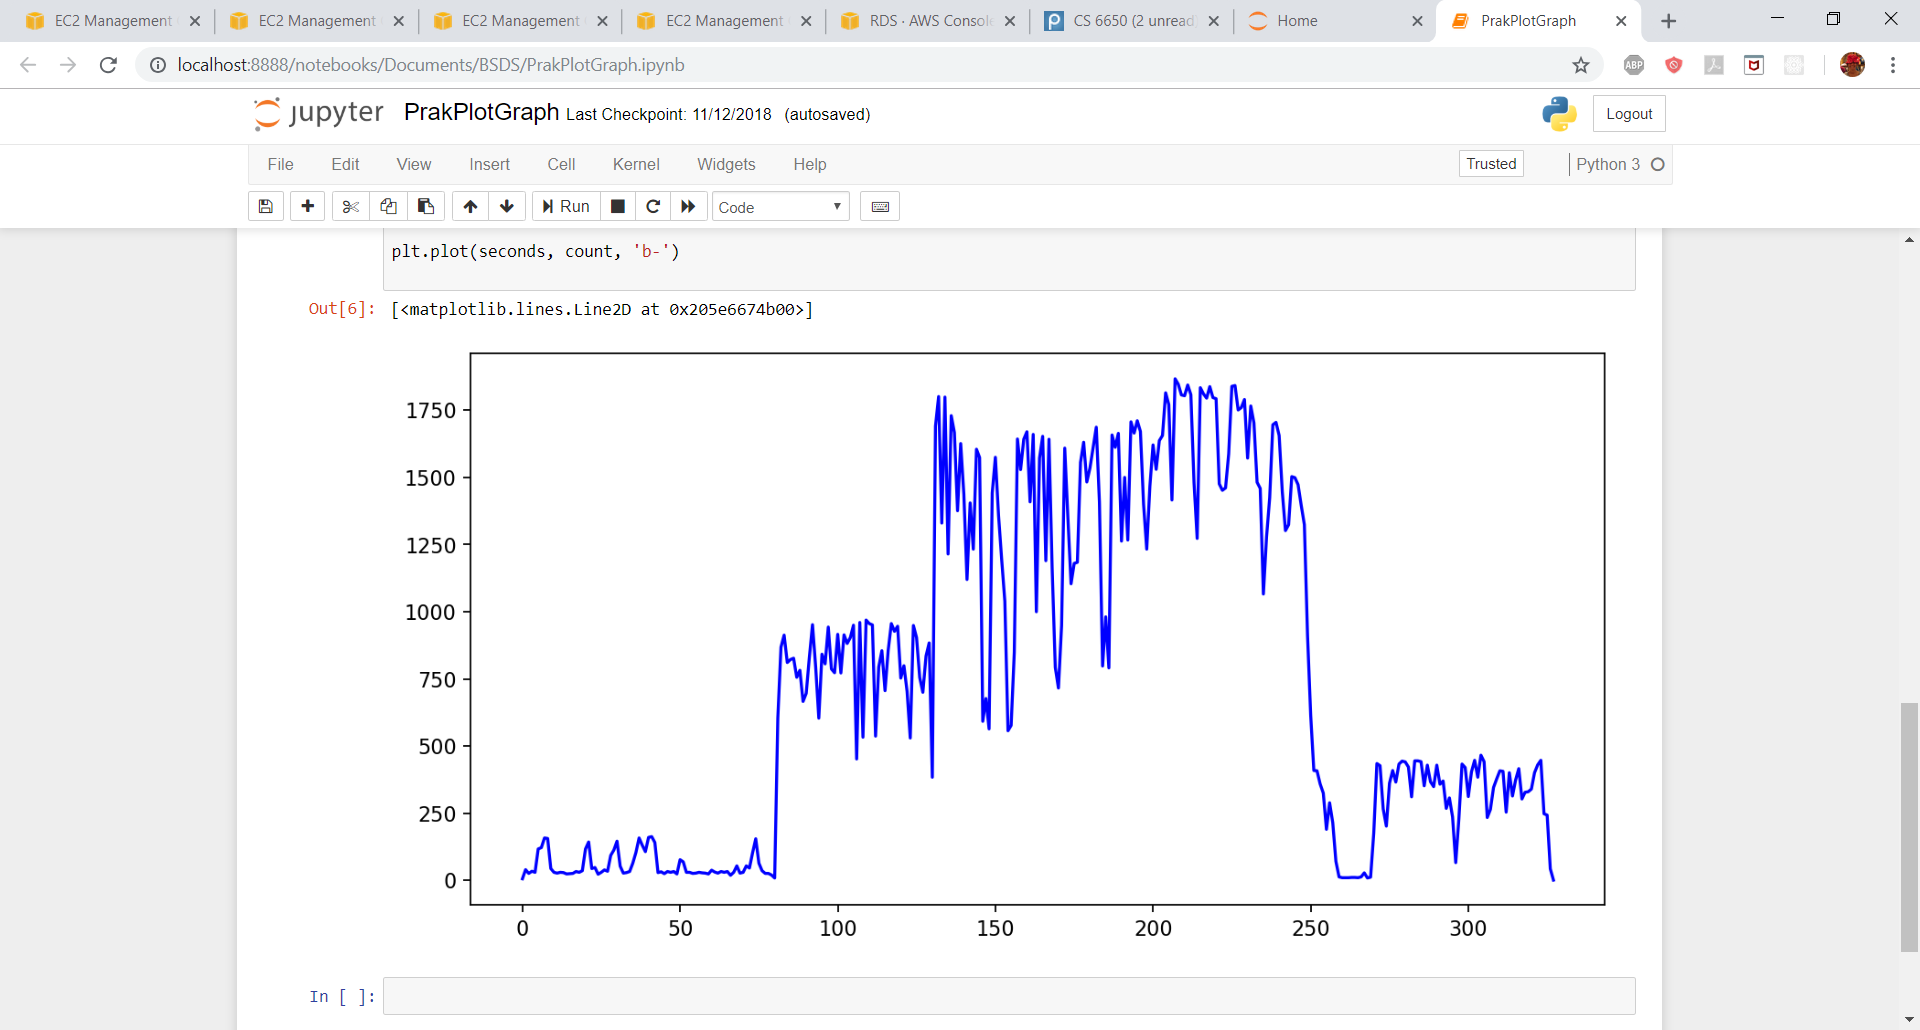 EC2 Management
EC2 Management
EC2 Management
EC2 Management
RDS · AWS Console
CS 6650 (2 unread
Home
PrakPlotGraph
localhost:8888/notebooks/Documents/BSDS/PrakPlotGraph.ipynb
ABP
jupyter PrakPlotGraph Last Checkpoint: 11/12/2018 (autosaved)
Logout
File Edit View Insert Cell Kernel Widgets Help
Trusted
Python 3
Run
Code
plt.plot(seconds, count, 'b-')
Out[6]: [<matplotlib.lines.Line2D at 0x205e6674b00>]
1750
1500
1250
1000
750
500
250
0
0 50 100 150 200 250 300
In [ ]: